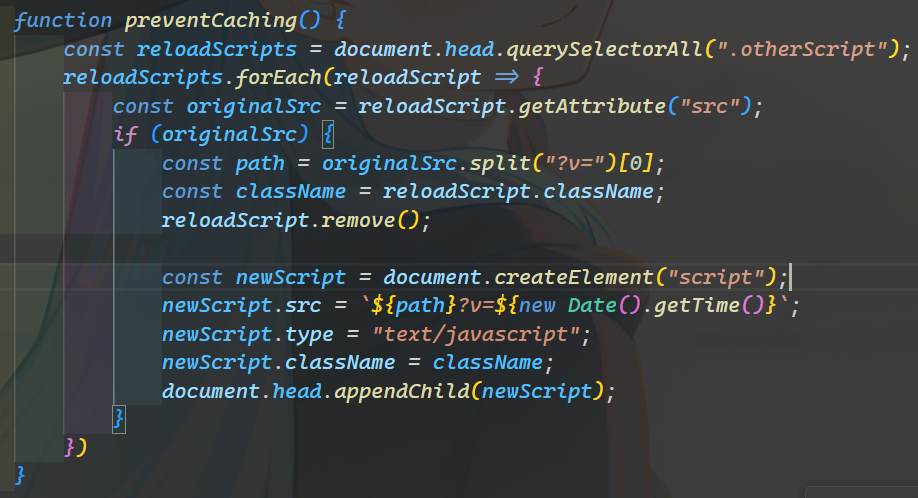 function preventCaching() {
    const reloadScripts = document.head.querySelectorAll(".otherScript");
    reloadScripts.forEach(reloadScript => {
        const originalSrc = reloadScript.getAttribute("src");
        if (originalSrc) {
            const path = originalSrc.split("?v=")[0];
            const className = reloadScript.className;
            reloadScript.remove();

            const newScript = document.createElement("script");
            newScript.src = `${path}?v=${new Date().getTime()}`;
            newScript.type = "text/javascript";
            newScript.className = className;
            document.head.appendChild(newScript);
        }
    })
}